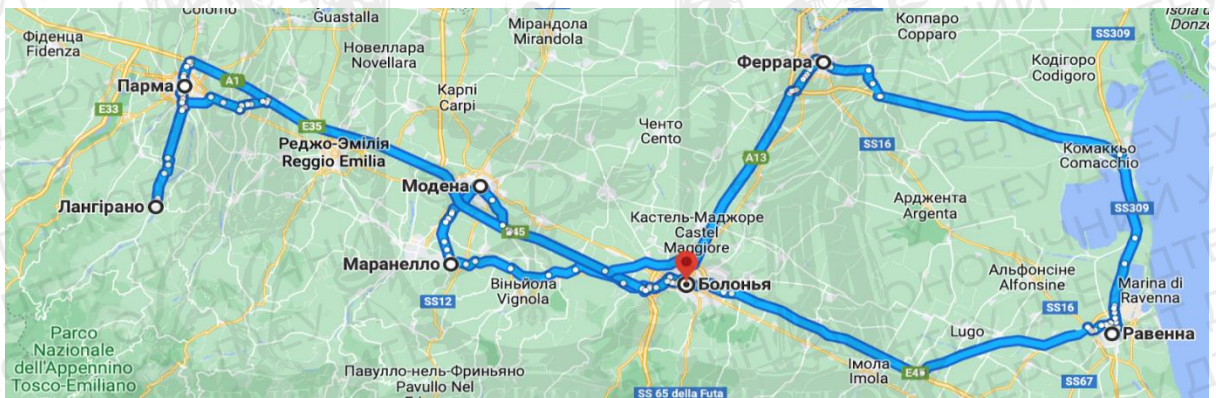 Colorno
Guastalla
Фіденца
Fidenza
Парма
E33
A1
E35
Новеллара
Novellara
Мірандола
Mirandola
Карпі
Carpi
Реджо-Эмілія
Reggio Emilia
Лангірано
Модена
Маранелло
SS12
Віньйола
Vignola
Ченто
Cento
Кастель-Маджоре
Castel
Maggiore
Болонья
A13
Феррара
SS16
Коппаро
Copparo
SS309
Кодігоро
Codigoro
Комаккьо
Comacchio
SS309
Арджента
Argenta
Альфонсіне
Alfonsine
SS16
Marina di
Ravenna
Равенна
Lugo
Імола
Imola
SS67
SS 65 della Futa
Parco
Nazionale
dell'Appennino
Tosco-Emiliano
Павулло-нель-Фриньяно
Pavullo Nel